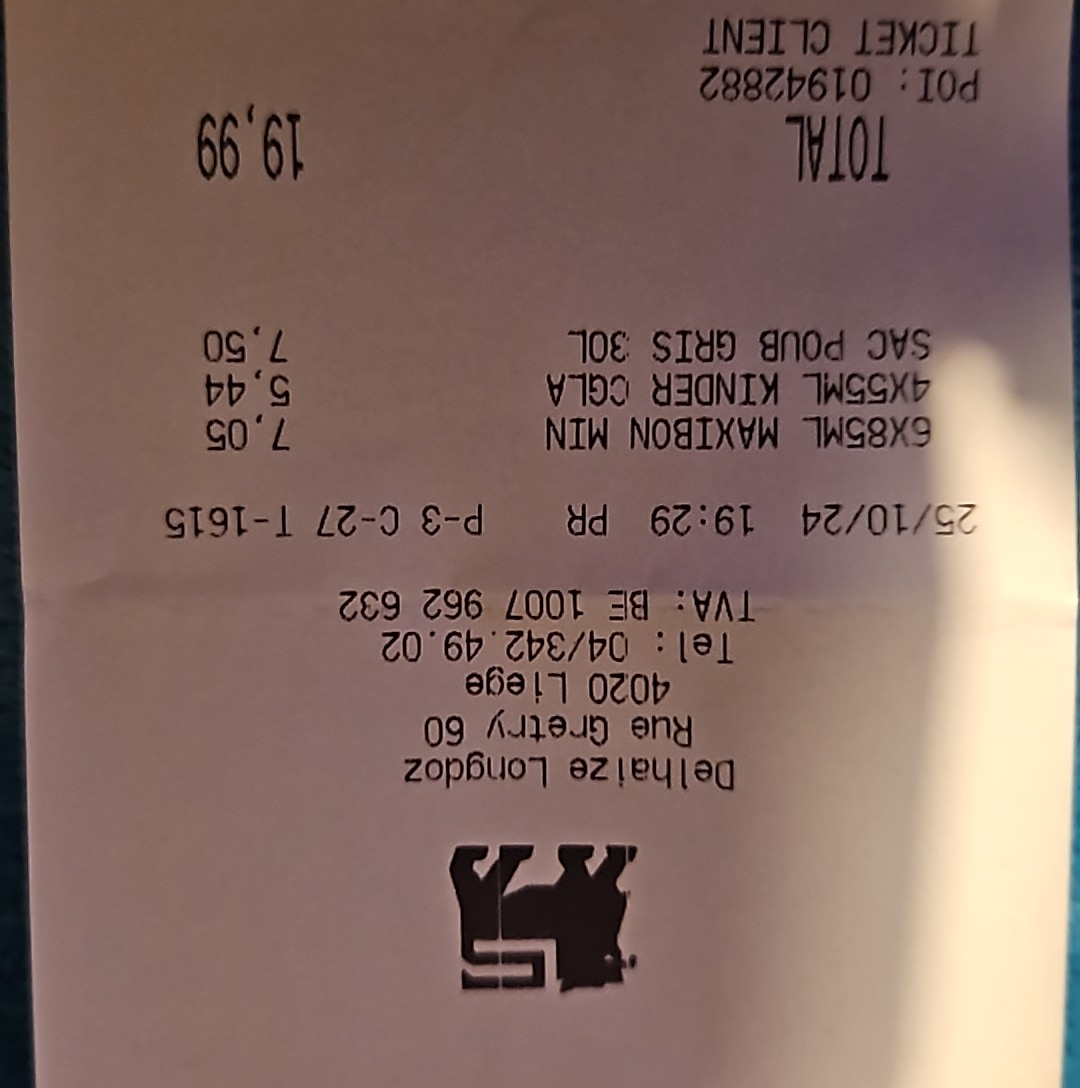 Delhaize Longdoz
Rue Gretry 60
4020 Liege
Tel: 04/342.49.02
TVA: BE 1007 962 632
25/10/24 19:29 PR P-3 C-27 T-1615
6X85ML MAXIBON MIN 7,05
4X55ML KINDER CGLA 5,44
SAC POUB GRIS 30L 7,50
TOTAL 19,99
POI: 01942882
TICKET CLIENT